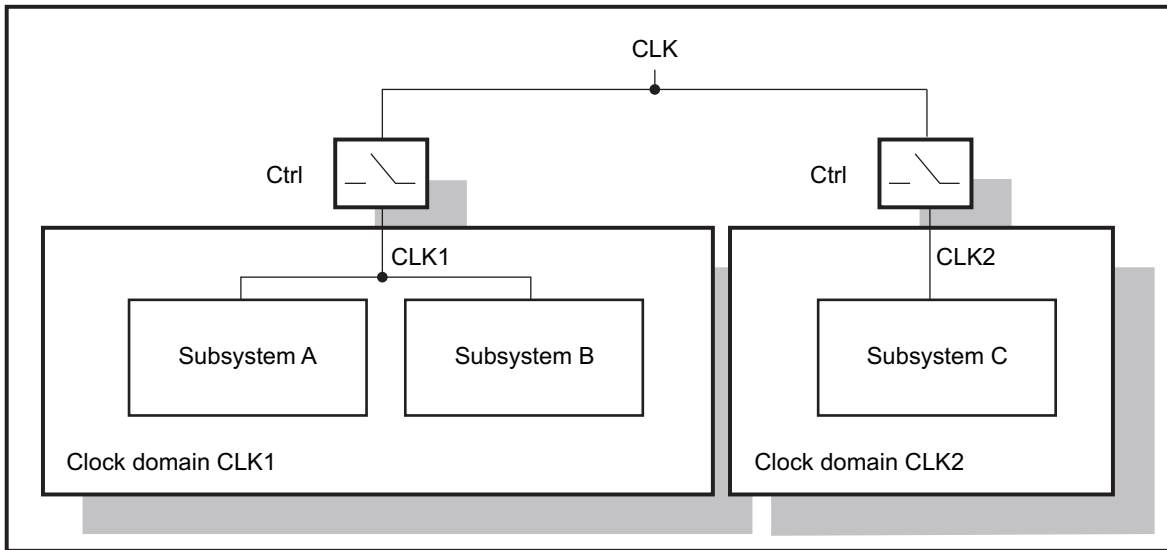 CLK
Ctrl
Ctrl
CLK1
CLK2
Subsystem A
Subsystem B
Subsystem C
Clock domain CLK1
Clock domain CLK2